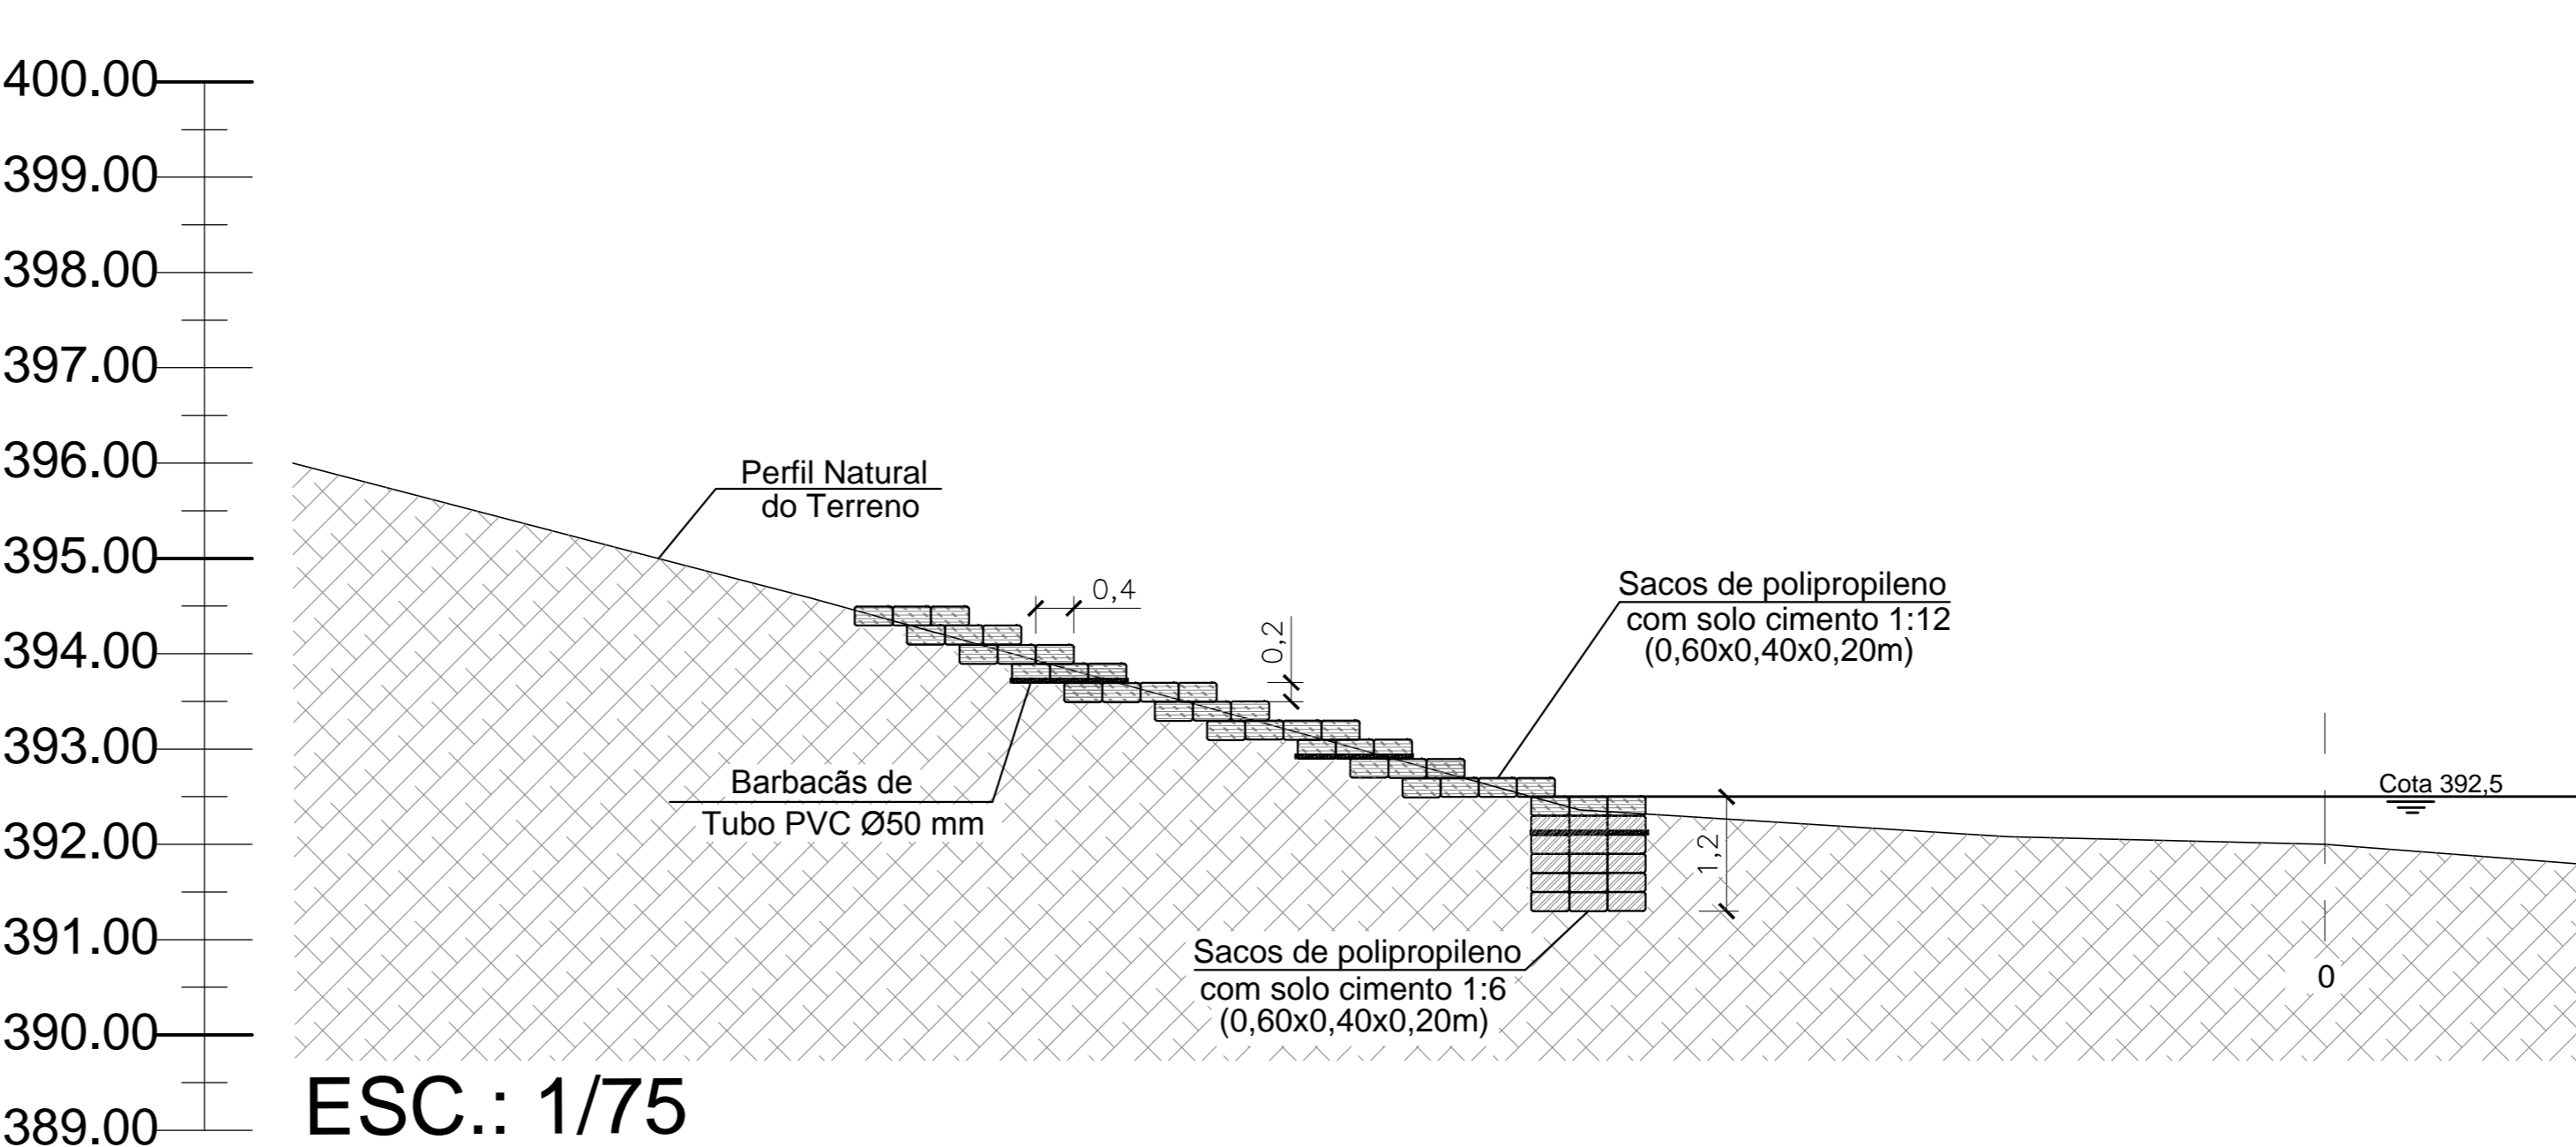 400.00
399.00
398.00
397.00
396.00
395.00
394.00
393.00
392.00
391.00
390.00
389.00
Perfil Natural
do Terreno
0,4
0,2
Sacos de polipropileno
com solo cimento 1:12
(0,60x0,40x0,20m)
Barbacãs de
Tubo PVC Ø50 mm
Cota 392,5
1,2
Sacos de polipropileno
com solo cimento 1:6
(0,60x0,40x0,20m)
0
ESC.: 1/75